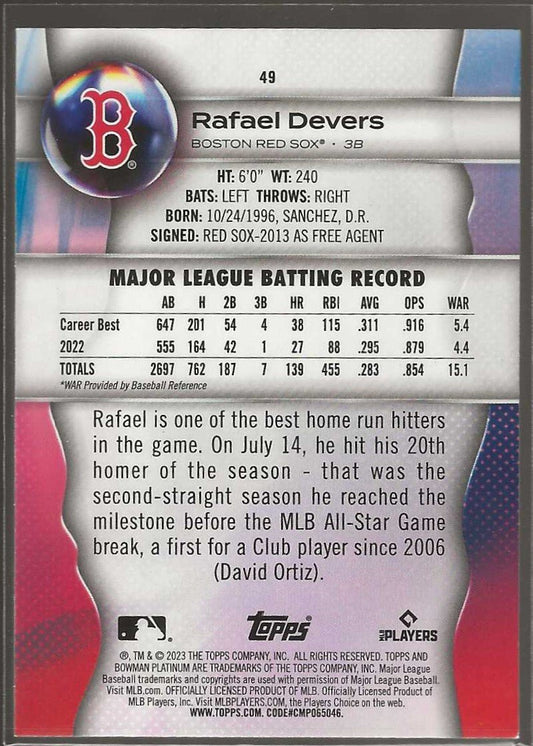 49
B
Rafael Devers
BOSTON RED SOX® · 3B
HT: 6'0" WT: 240
BATS: LEFT THROWS: RIGHT
BORN: 10/24/1996, SANCHEZ, D.R.
SIGNED: RED SOX-2013 AS FREE AGENT
MAJOR LEAGUE BATTING RECORD
AB H 2B 3B HR RBI AVG OPS WAR
Career Best 647 201 54 4 38 115 .311 .916 5.4
2022 555 164 42 1 27 88 .295 .879 4.4
TOTALS 2697 762 187 7 139 455 .283 .854 15.1
*WAR Provided by Baseball Reference
Rafael is one of the best home run hitters
in the game. On July 14, he hit his 20th
homer of the season - that was the
second-straight season he reached the
milestone before the MLB All-Star Game
break, a first for a Club player since 2006
(David Ortiz).
Topps
MLB PLAYERS
®, TM & © 2023 THE TOPPS COMPANY, INC. ALL RIGHTS RESERVED. TOPPS AND
BOWMAN PLATINUM ARE TRADEMARKS OF THE TOPPS COMPANY, INC. Major League
Baseball trademarks and copyrights are used with permission of Major League Baseball.
Visit MLB.com. OFFICIALLY LICENSED PRODUCT OF MLB. Officially Licensed Product of
MLB Players, Inc. Visit MLBPLAYERS.COM, the Players Choice on the web.
WWW.TOPPS.COM. CODE#CMP065046.